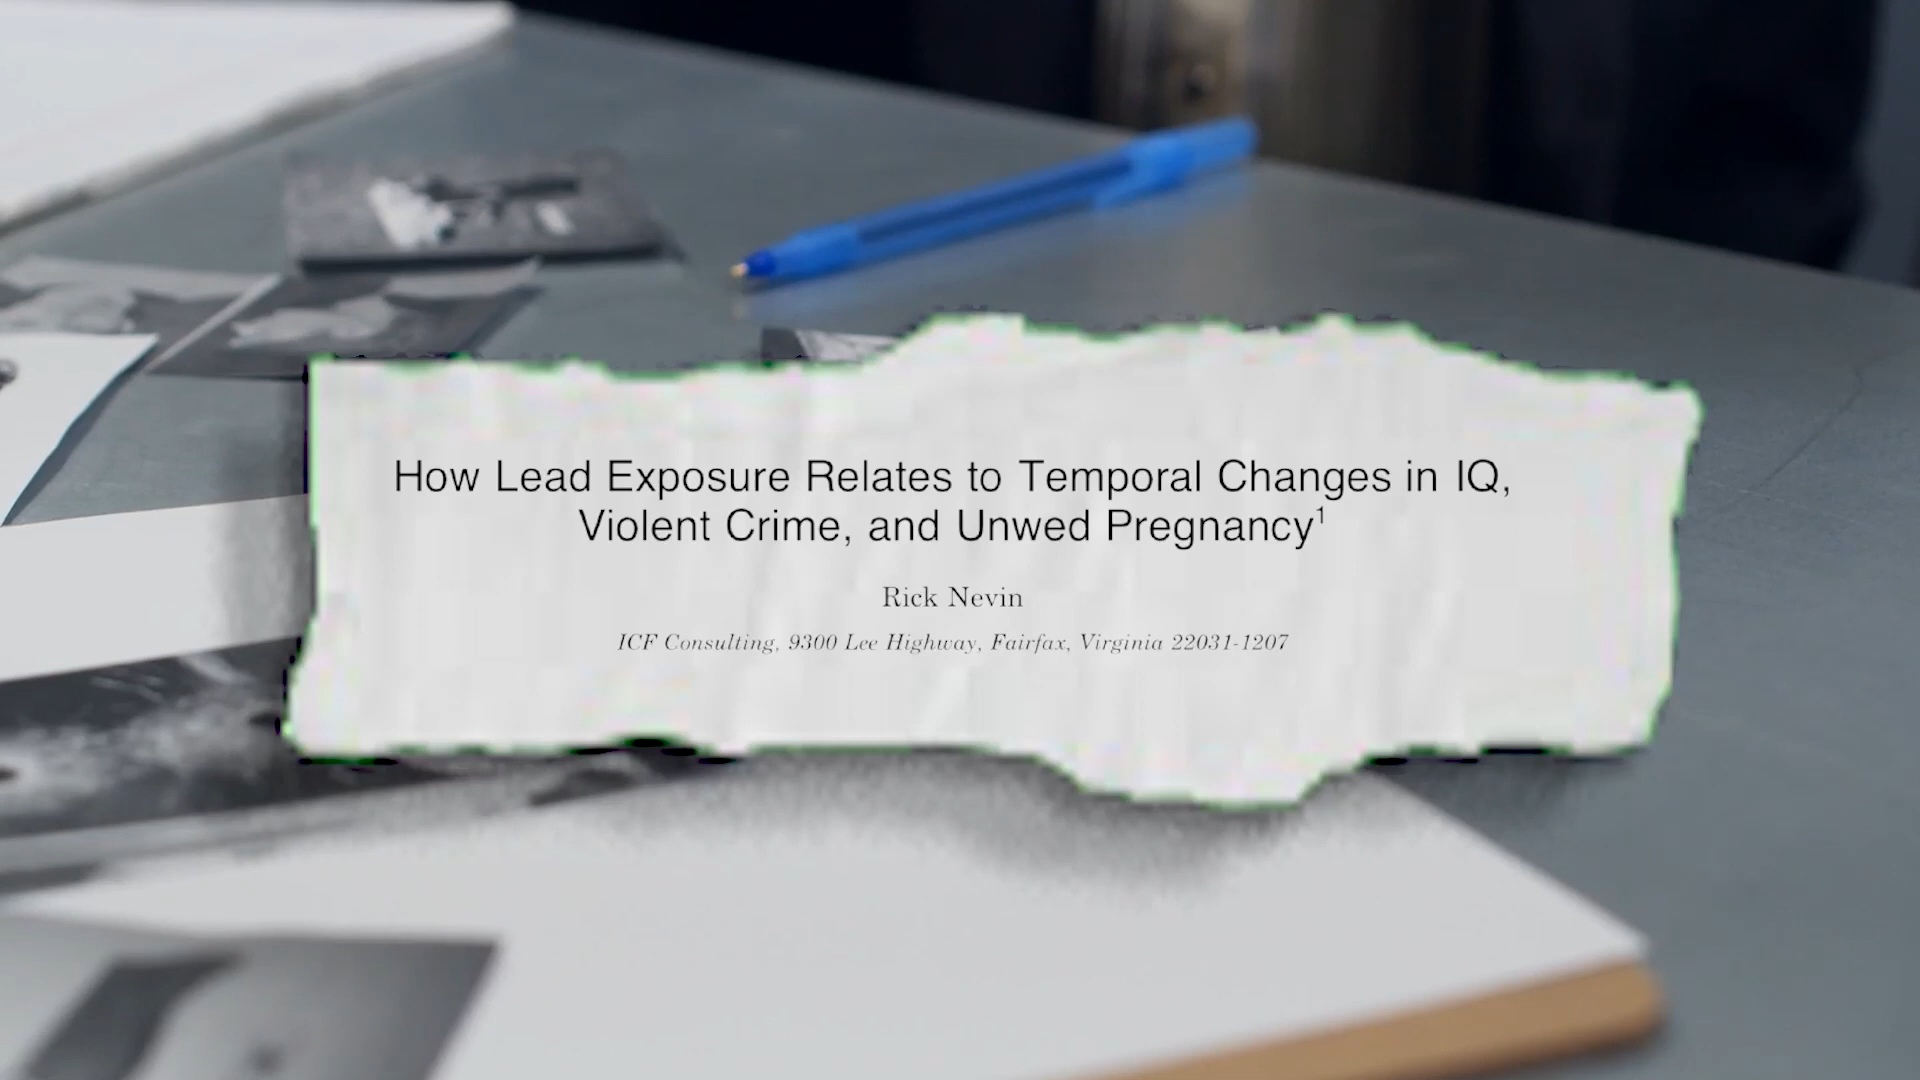 How Lead Exposure Relates to Temporal Changes in IQ,
Violent Crime, and Unwed Pregnancy¹
Rick Nevin
ICF Consulting, 9300 Lee Highway, Fairfax, Virginia 22031-1207